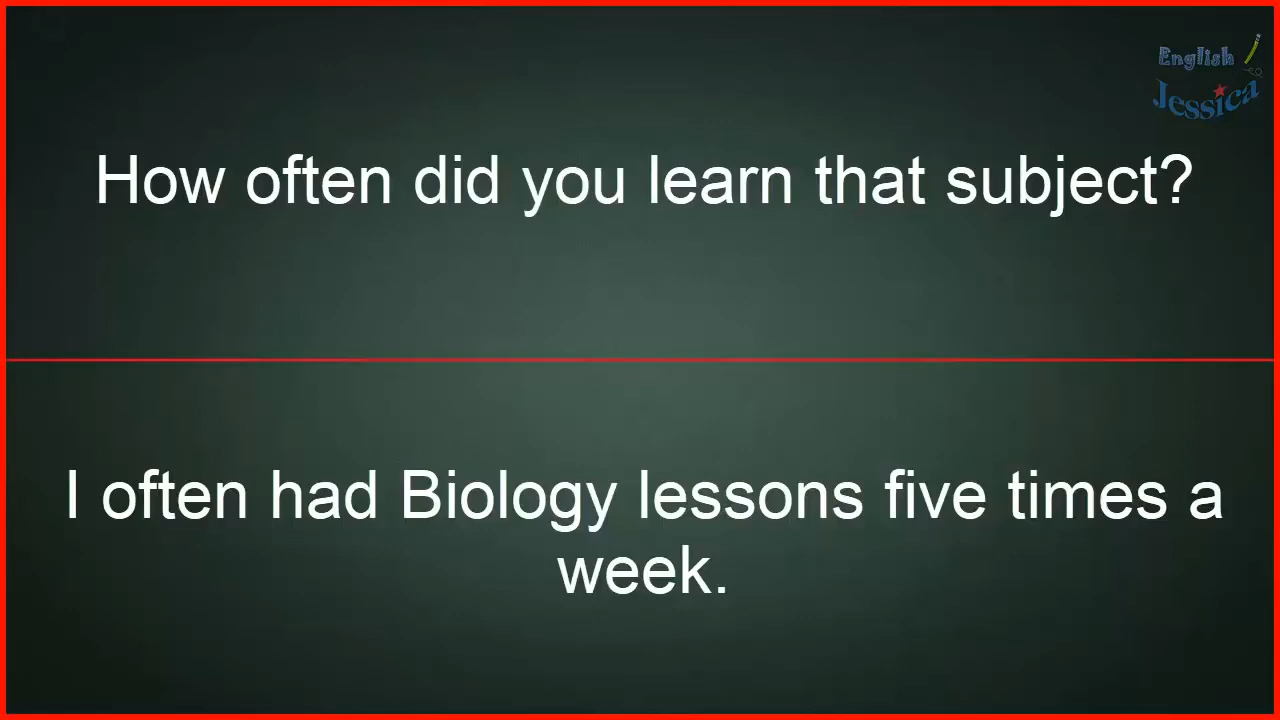 English
Jessica
How often did you learn that subject?
I often had Biology lessons five times a
week.